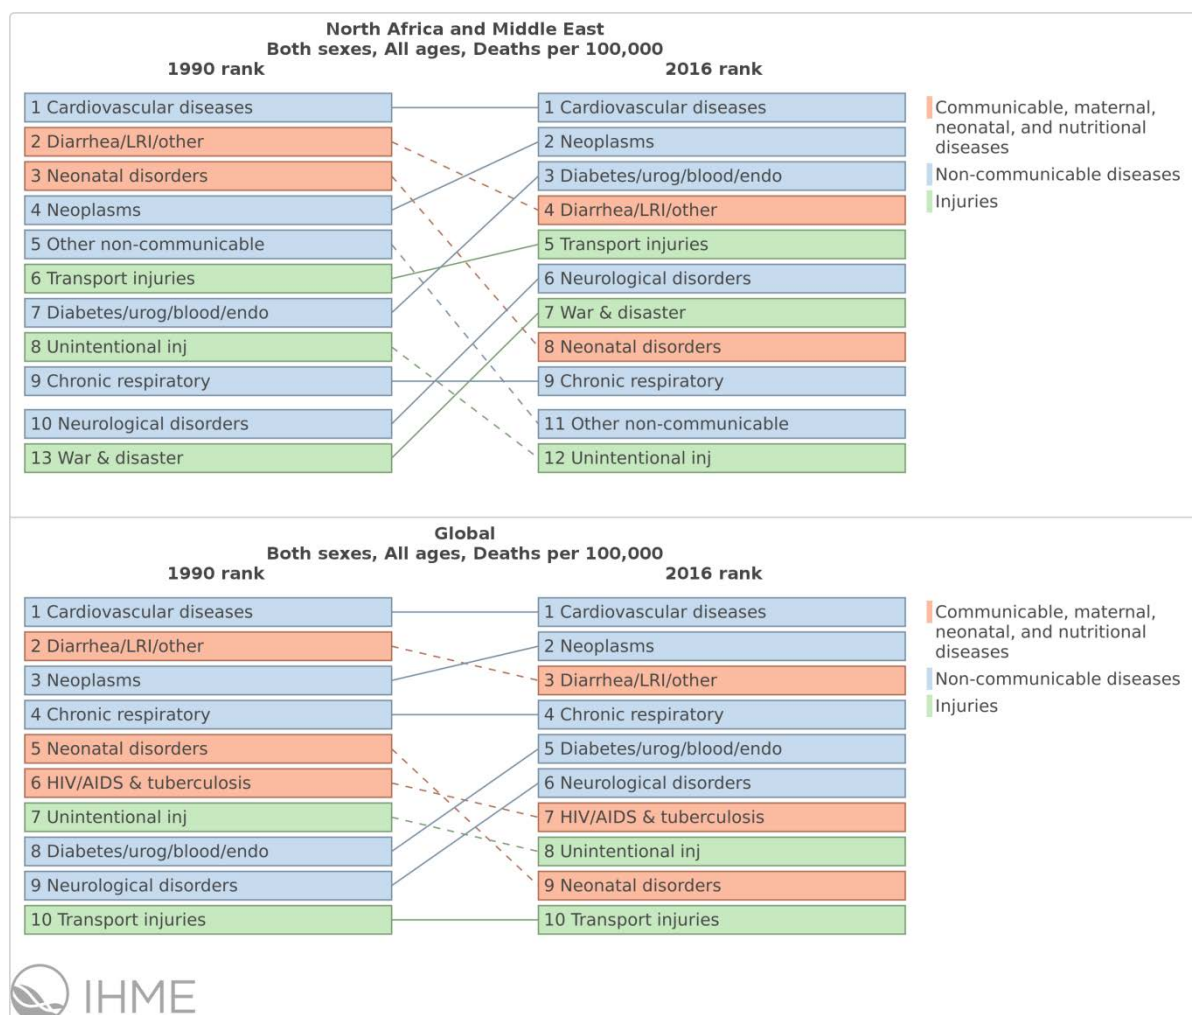 North Africa and Middle East
Both sexes, All ages, Deaths per 100,000
1990 rank
2016 rank
1 Cardiovascular diseases
2 Diarrhea/LRI/other
3 Neonatal disorders
4 Neoplasms
5 Other non-communicable
6 Transport injuries
7 Diabetes/urog/blood/endo
8 Unintentional inj
9 Chronic respiratory
10 Neurological disorders
13 War & disaster
1 Cardiovascular diseases
2 Neoplasms
3 Diabetes/urog/blood/endo
4 Diarrhea/LRI/other
5 Transport injuries
6 Neurological disorders
7 War & disaster
8 Neonatal disorders
9 Chronic respiratory
11 Other non-communicable
12 Unintentional inj
Communicable, maternal,
neonatal, and nutritional
diseases
Non-communicable diseases
Injuries
Global
Both sexes, All ages, Deaths per 100,000
1990 rank
2016 rank
1 Cardiovascular diseases
2 Diarrhea/LRI/other
3 Neoplasms
4 Chronic respiratory
5 Neonatal disorders
6 HIV/AIDS & tuberculosis
7 Unintentional inj
8 Diabetes/urog/blood/endo
9 Neurological disorders
10 Transport injuries
1 Cardiovascular diseases
2 Neoplasms
3 Diarrhea/LRI/other
4 Chronic respiratory
5 Diabetes/urog/blood/endo
6 Neurological disorders
7 HIV/AIDS & tuberculosis
8 Unintentional inj
9 Neonatal disorders
10 Transport injuries
Communicable, maternal,
neonatal, and nutritional
diseases
Non-communicable diseases
Injuries
IHME